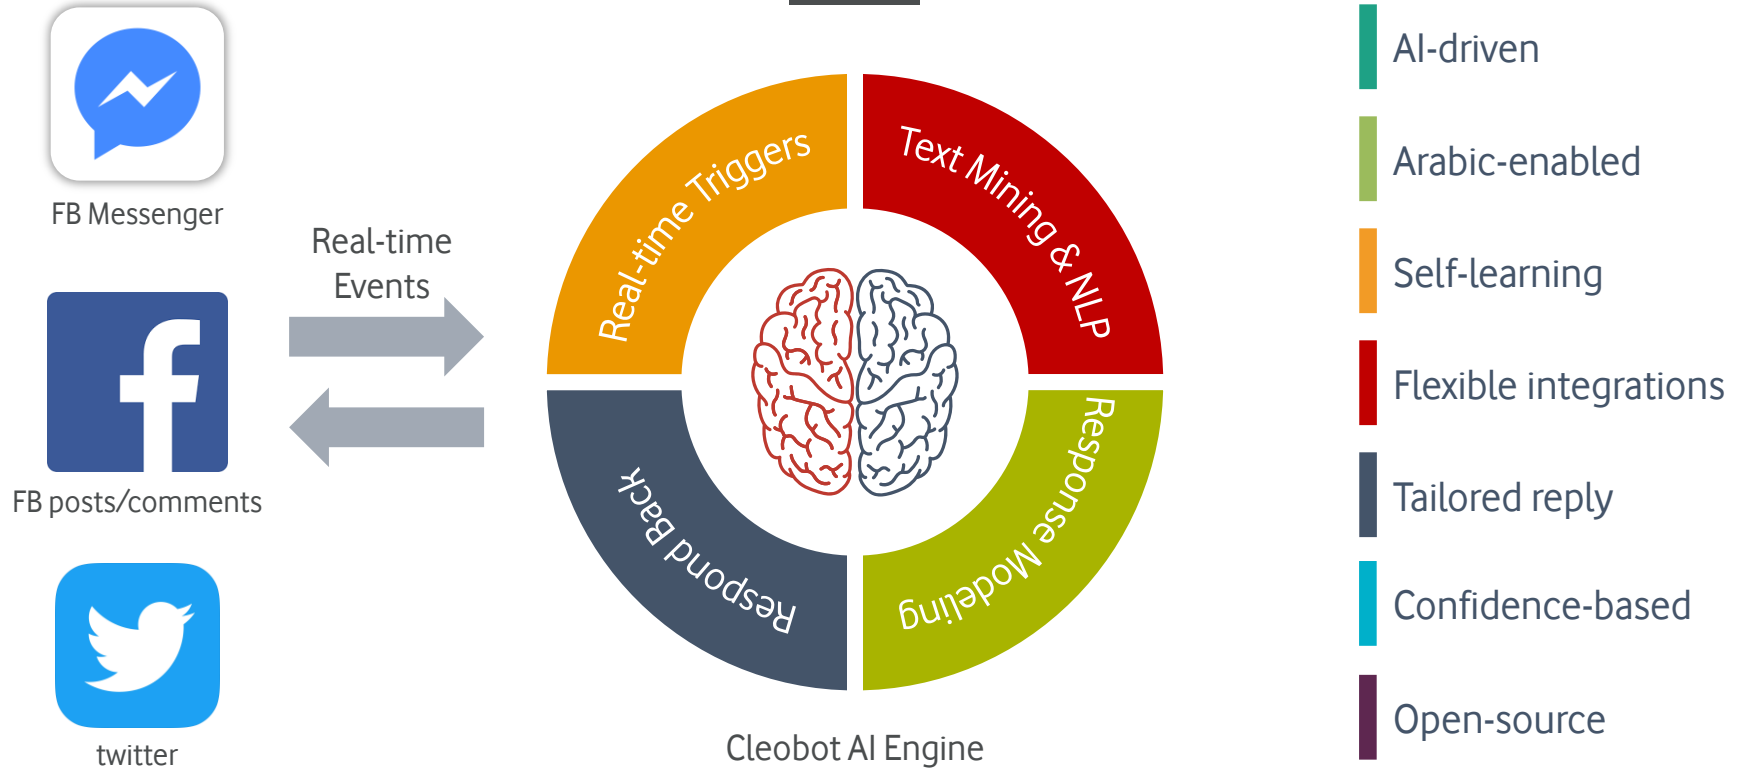 FB Messenger
FB posts/comments
twitter
Real-time
Events
Real-time Triggers
Text Mining & NLP
Response Modeling
Respond Back
Cleobot AI Engine
AI-driven
Arabic-enabled
Self-learning
Flexible integrations
Tailored reply
Confidence-based
Open-source